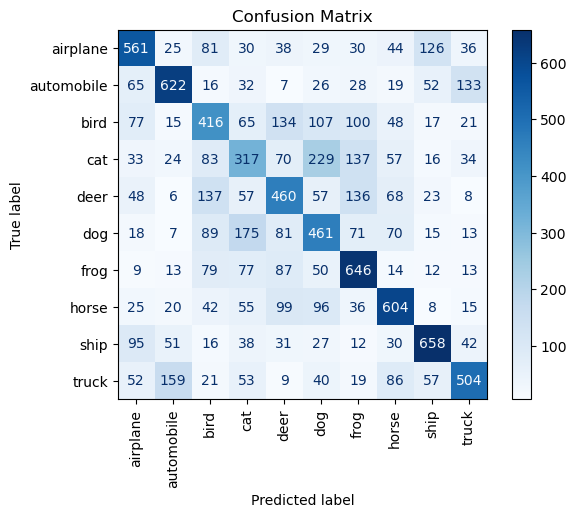 Confusion Matrix
airplane 561 25 81 30 38 29 30 44 126 36
automobile 65 622 16 32 7 26 28 19 52 133
bird 77 15 416 65 134 107 100 48 17 21
cat 33 24 83 317 70 229 137 57 16 34
deer 48 6 137 57 460 57 136 68 23 8
dog 18 7 89 175 81 461 71 70 15 13
frog 9 13 79 77 87 50 646 14 12 13
horse 25 20 42 55 99 96 36 604 8 15
ship 95 51 16 38 31 27 12 30 658 42
truck 52 159 21 53 9 40 19 86 57 504
True label
airplane automobile bird cat deer dog frog horse ship truck
Predicted label
600
500
400
300
200
100